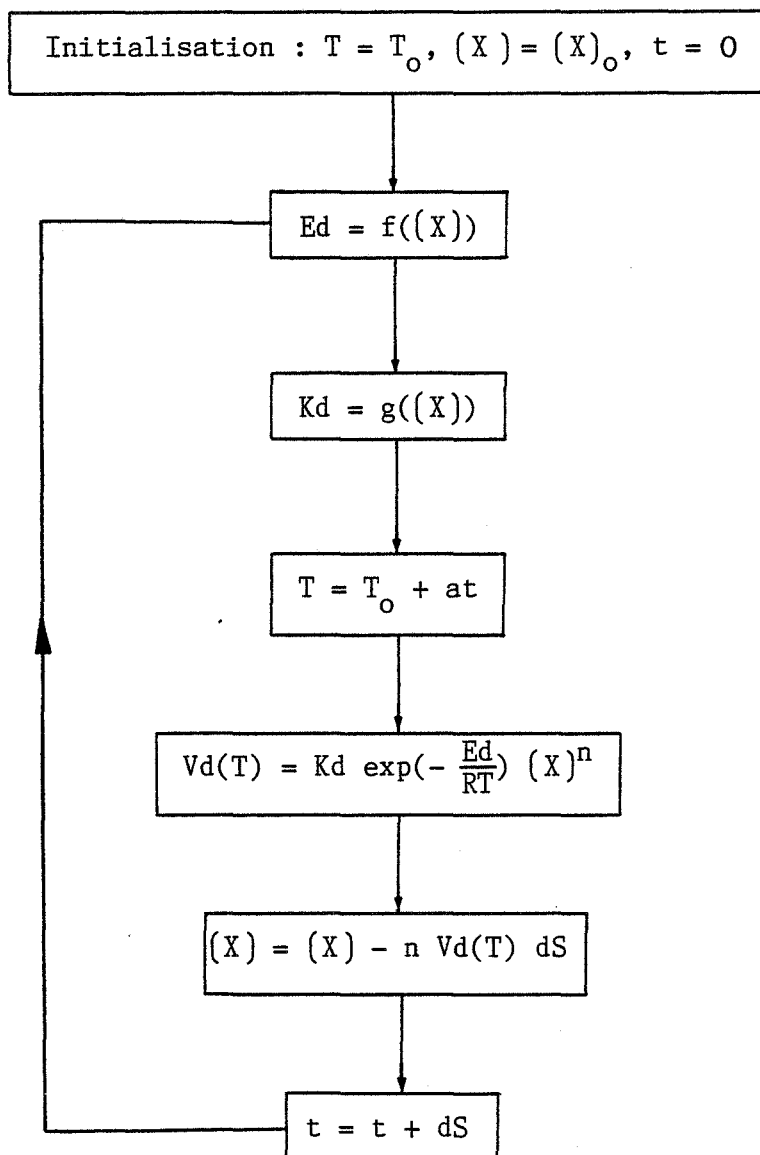 Initialisation : T = T_o, (X) = (X)_o, t = 0
Ed = f((X))
Kd = g((X))
T = T_o + at
Vd(T) = Kd exp(- Ed/RT) (X)^n
(X) = (X) - n Vd(T) dS
t = t + dS